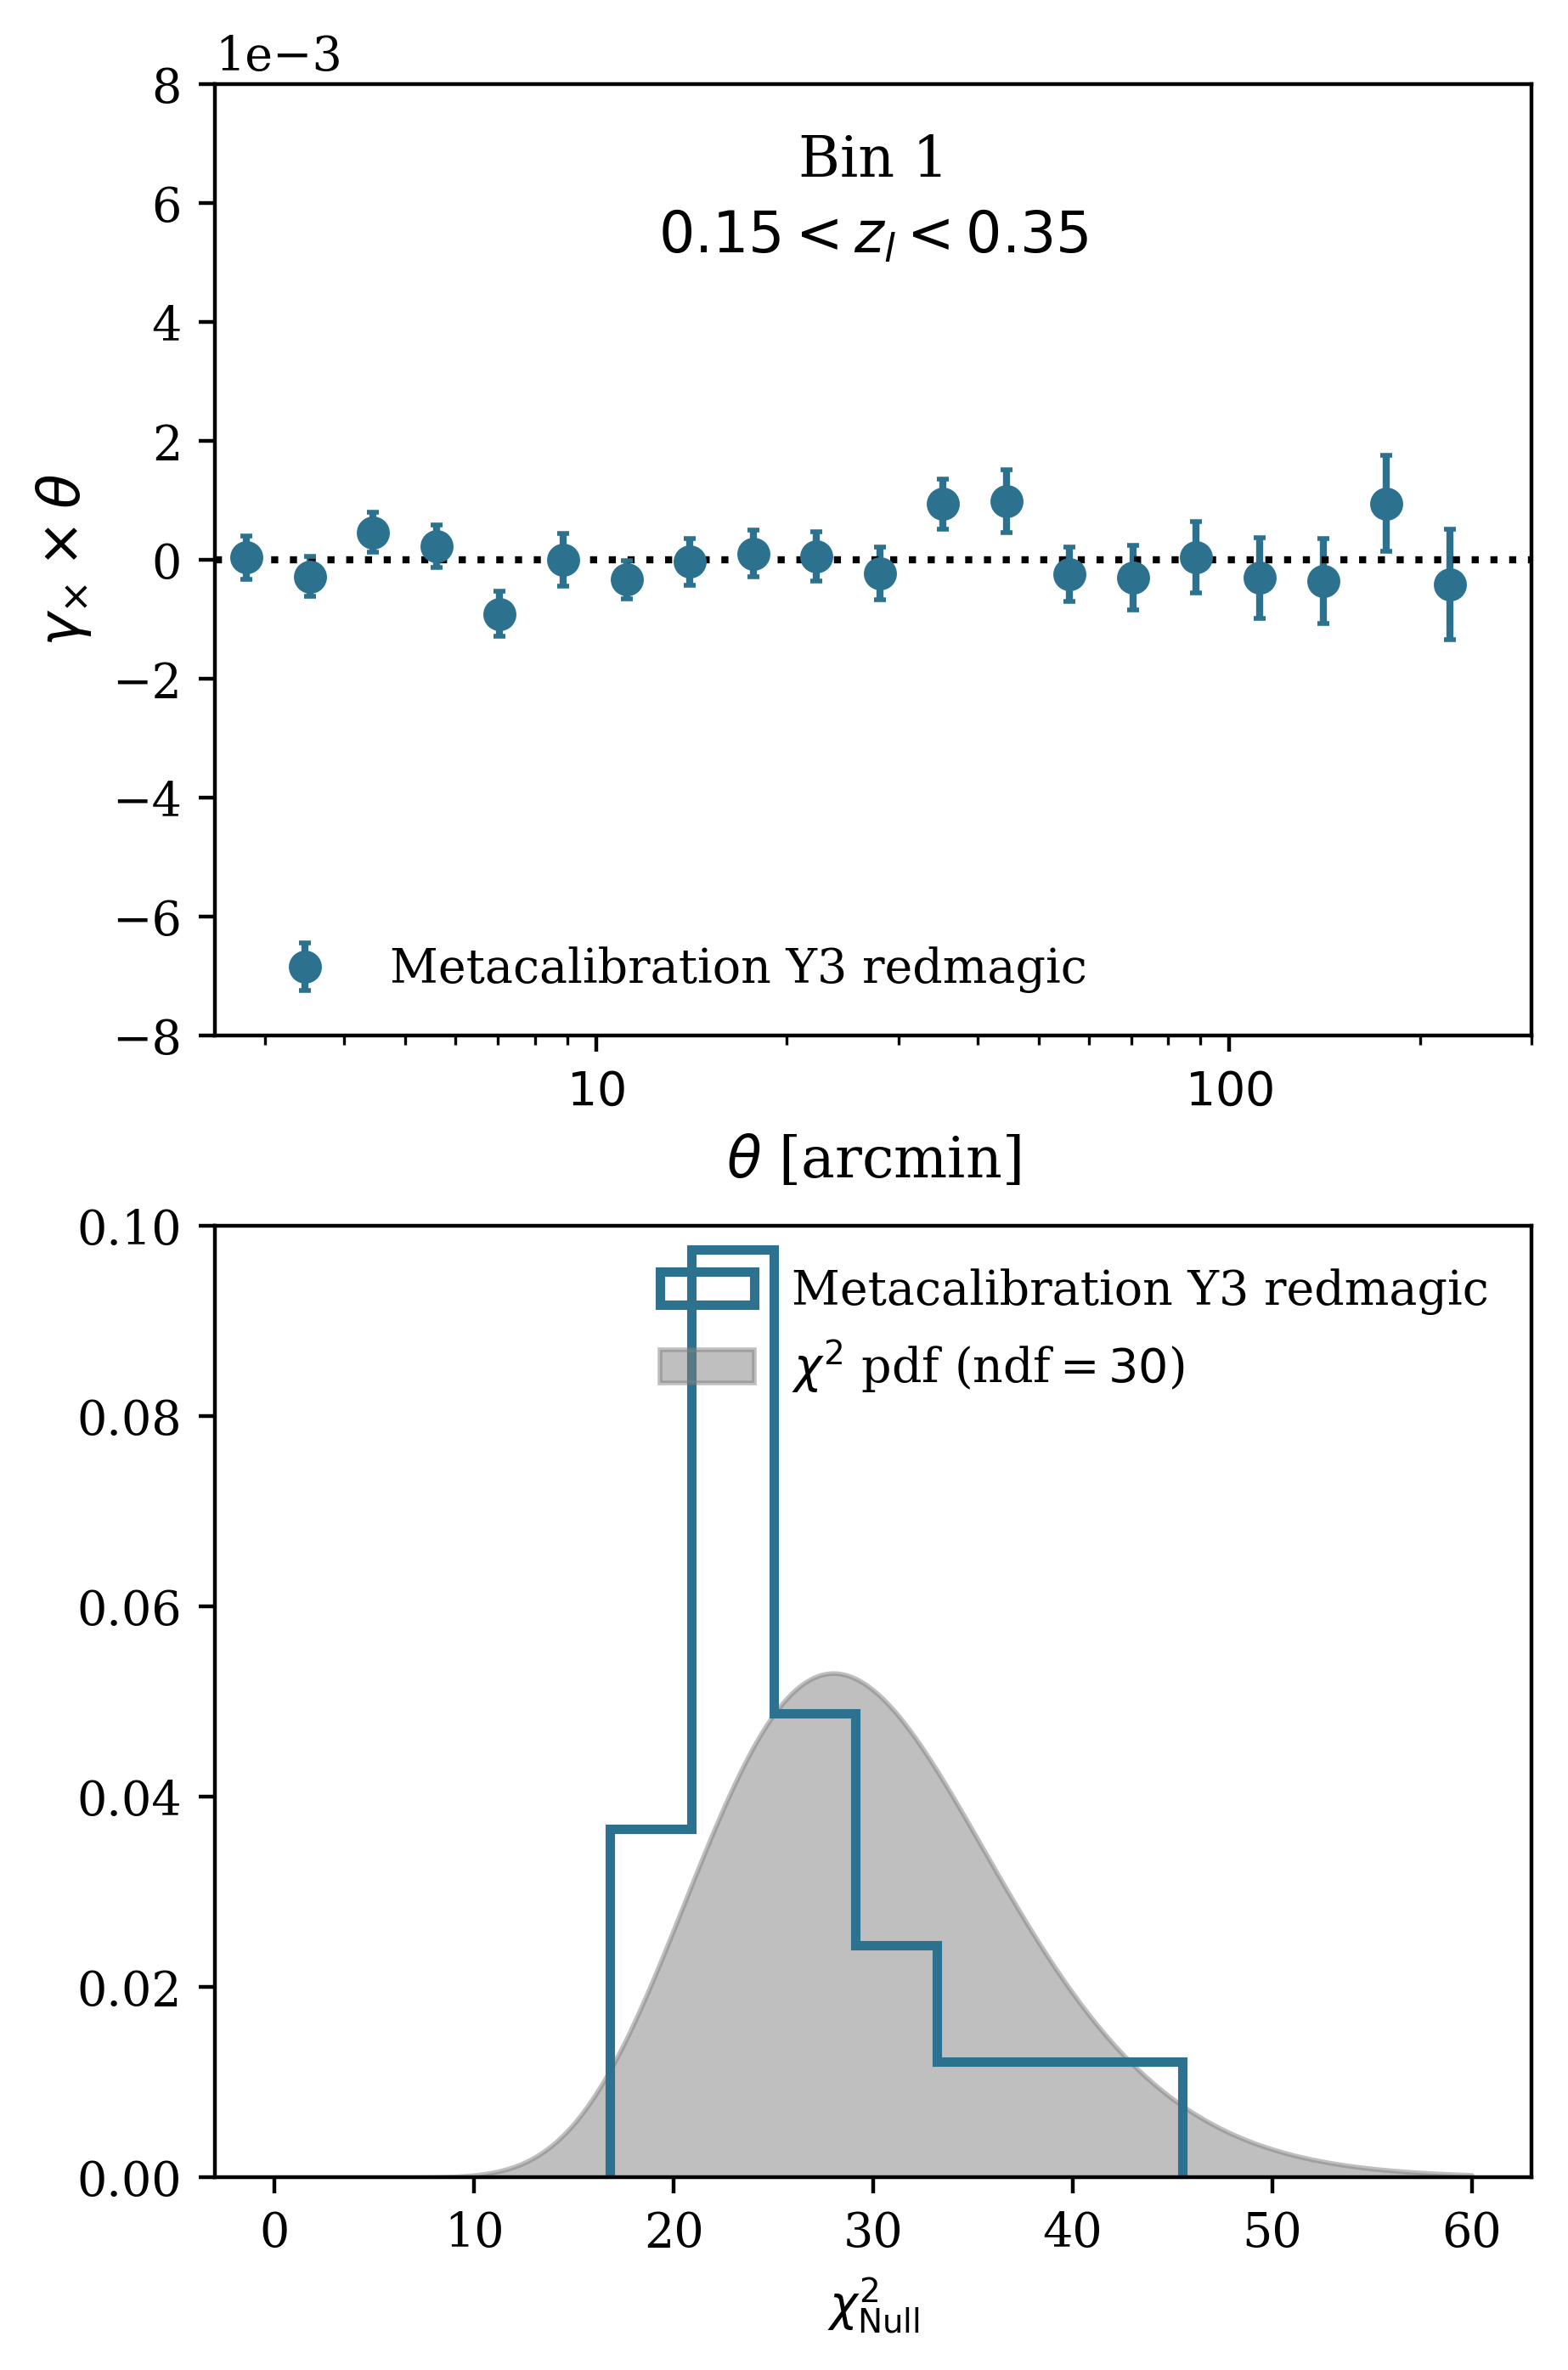 1e−3
8
6
4
2
0
−2
−4
−6
−8
γ× × θ
Bin 1
0.15 < z_l < 0.35
Metacalibration Y3 redmagic
10
100
θ [arcmin]
0.10
0.08
0.06
0.04
0.02
0.00
Metacalibration Y3 redmagic
χ² pdf (ndf = 30)
0
10
20
30
40
50
60
χ²_Null